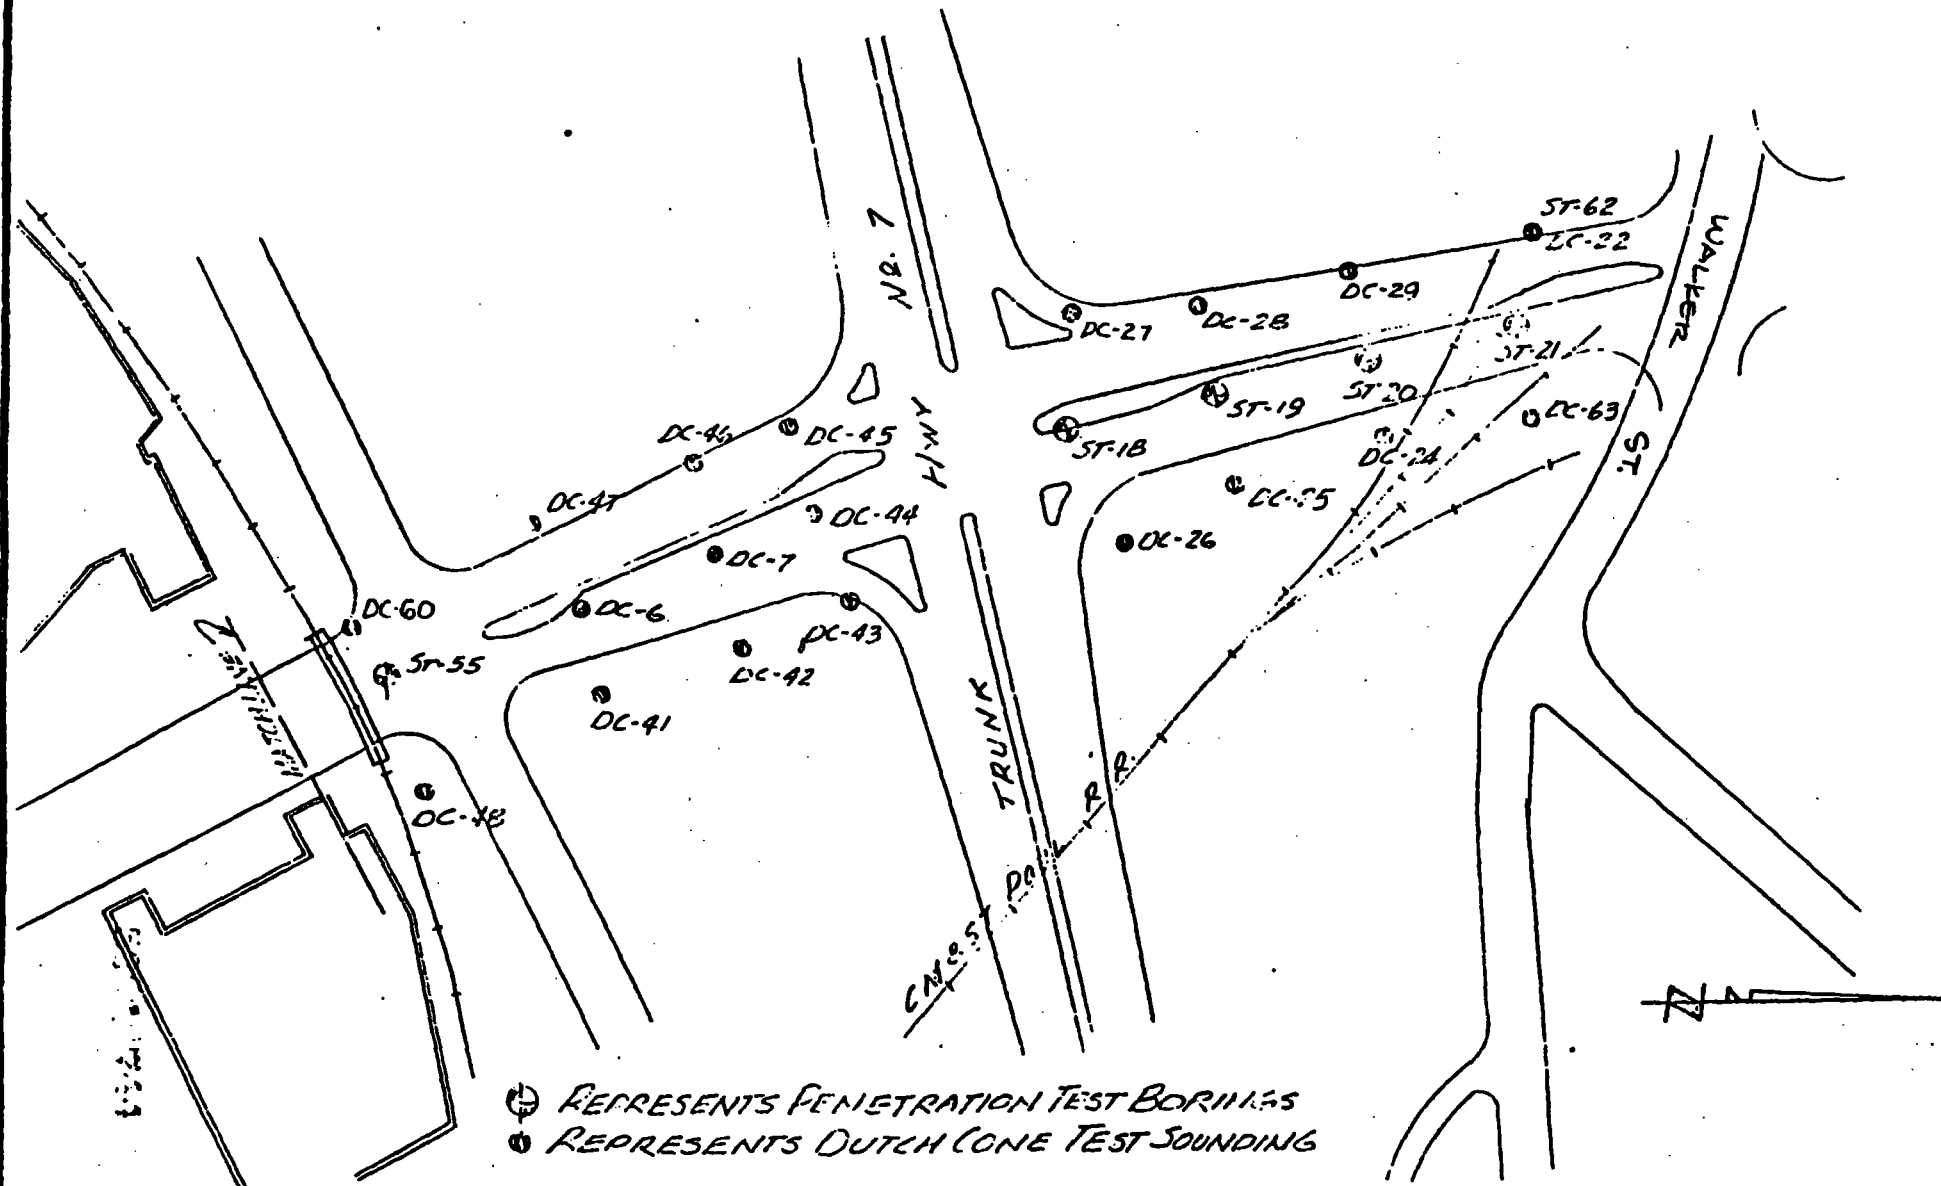 ST-62
DC-22
NO. 7
WALKER
ST.
DC-29
DC-27
DC-28
ST-21
ST-20
ST-19
ST-18
DC-63
DC-24
DC-25
DC-26
HWY
DC-46
DC-45
DC-47
DC-44
DC-7
DC-6
DC-43
DC-42
DC-41
DC-60
ST-55
DC-48
TRUNK
R. R.
C.N.Y. & S. PO
N
REPRESENTS PENETRATION TEST BORINGS
REPRESENTS DUTCH CONE TEST SOUNDING